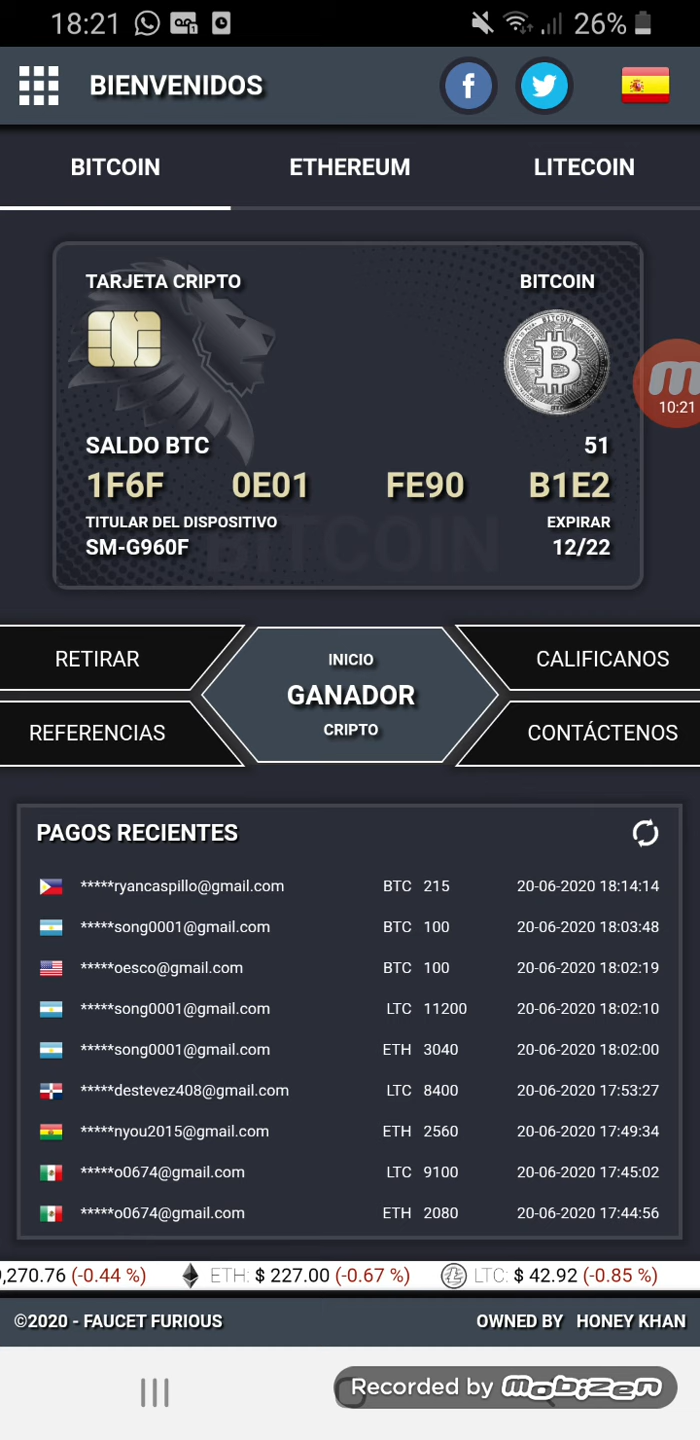 18:21 26%
BIENVENIDOS
BITCOIN ETHEREUM LITECOIN
TARJETA CRIPTO BITCOIN
10:21
SALDO BTC 51
1F6F 0E01 FE90 B1E2
TITULAR DEL DISPOSITIVO EXPIRAR
SM-G960F 12/22
BITCOIN
RETIRAR INICIO CALIFICANOS
GANADOR
REFERENCIAS CRIPTO CONTÁCTENOS
PAGOS RECIENTES
*****ryancaspillo@gmail.com BTC 215 20-06-2020 18:14:14
*****song0001@gmail.com BTC 100 20-06-2020 18:03:48
*****oesco@gmail.com BTC 100 20-06-2020 18:02:19
*****song0001@gmail.com LTC 11200 20-06-2020 18:02:10
*****song0001@gmail.com ETH 3040 20-06-2020 18:02:00
*****destevez408@gmail.com LTC 8400 20-06-2020 17:53:27
*****nyou2015@gmail.com ETH 2560 20-06-2020 17:49:34
*****o0674@gmail.com LTC 9100 20-06-2020 17:45:02
*****o0674@gmail.com ETH 2080 20-06-2020 17:44:56
,270.76 (-0.44 %) ETH: $ 227.00 (-0.67 %) LTC: $ 42.92 (-0.85 %)
©2020 - FAUCET FURIOUS OWNED BY HONEY KHAN
Recorded by mobizen